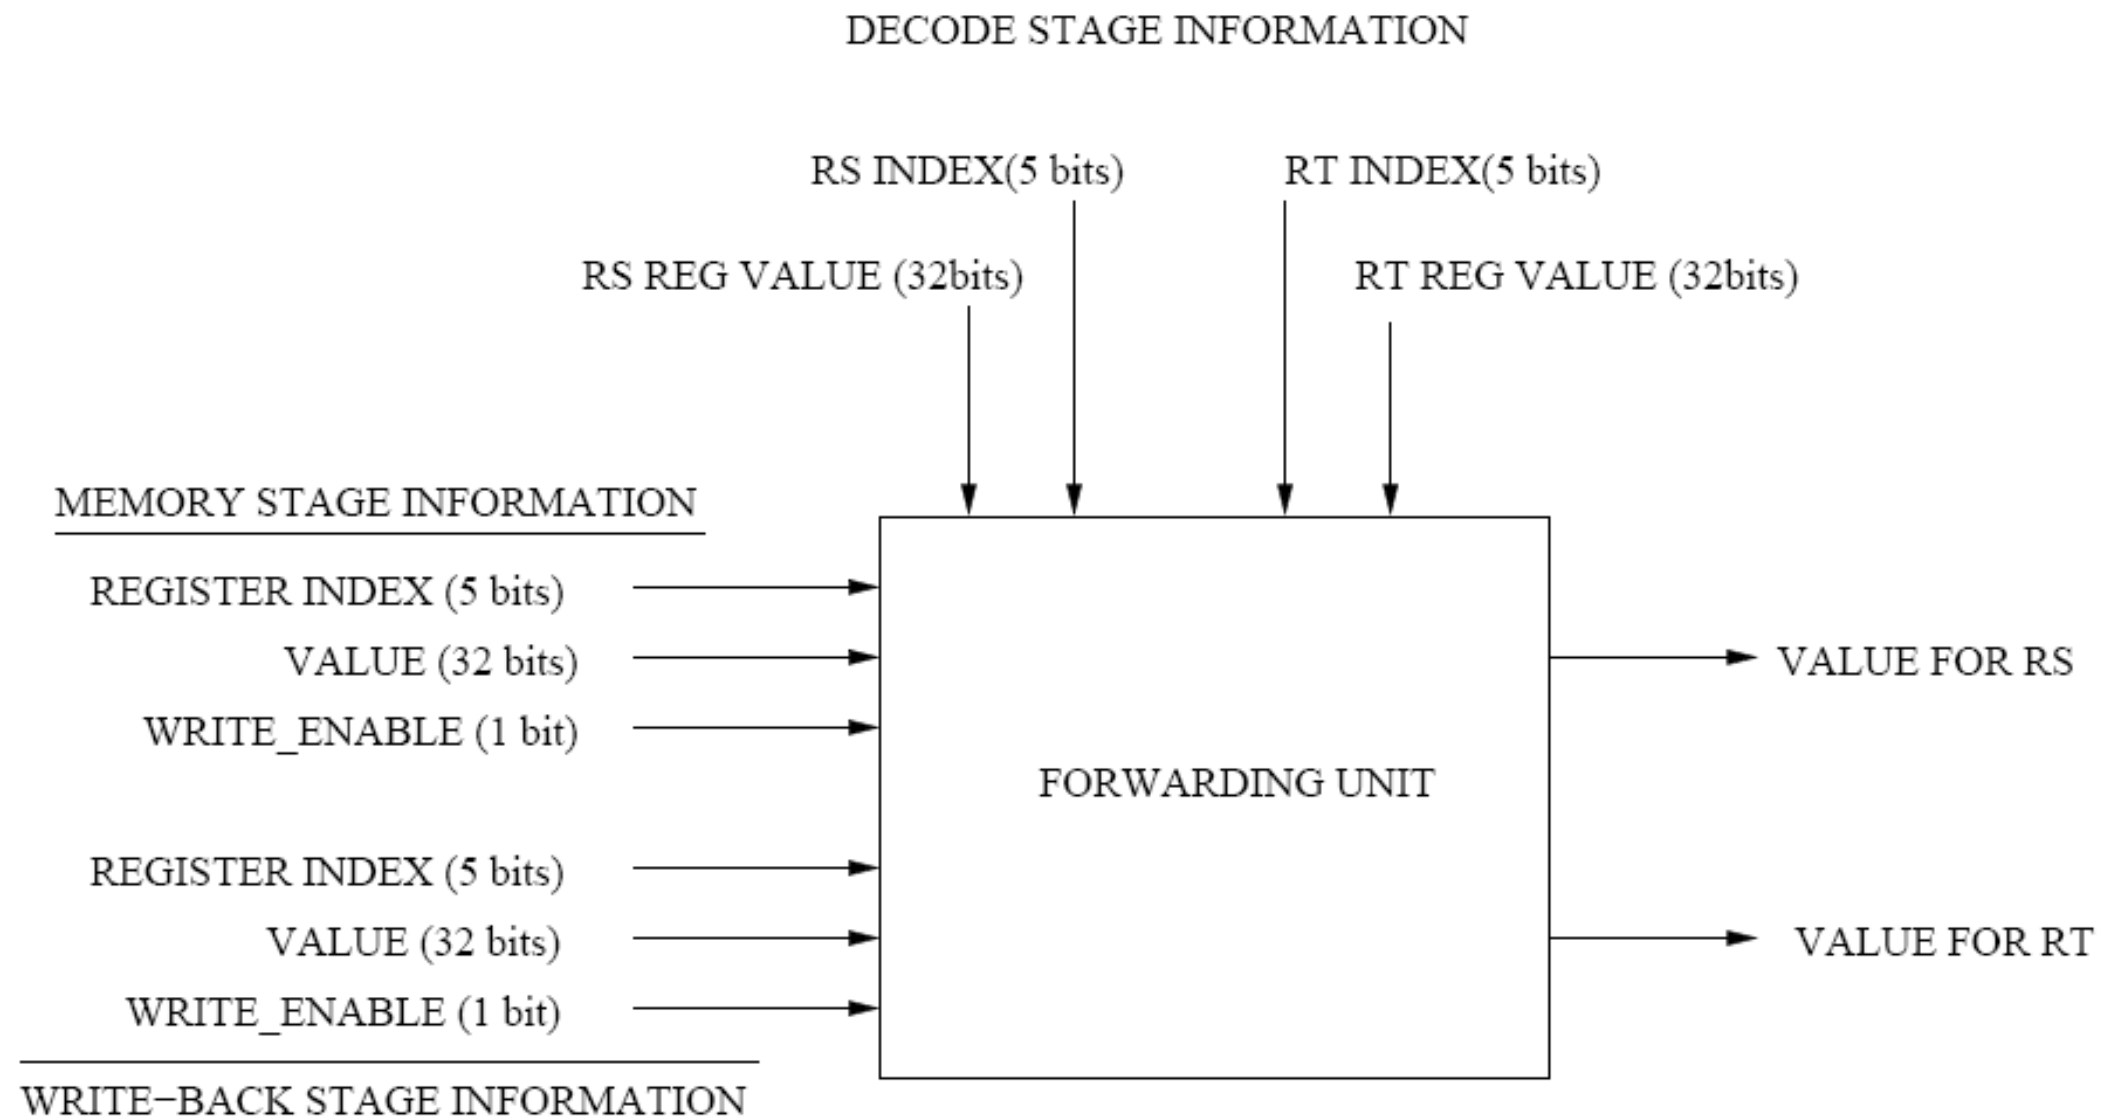 DECODE STAGE INFORMATION
RS INDEX(5 bits)
RT INDEX(5 bits)
RS REG VALUE (32bits)
RT REG VALUE (32bits)
MEMORY STAGE INFORMATION
REGISTER INDEX (5 bits)
VALUE (32 bits)
WRITE_ENABLE (1 bit)
VALUE FOR RS
FORWARDING UNIT
REGISTER INDEX (5 bits)
VALUE (32 bits)
WRITE_ENABLE (1 bit)
VALUE FOR RT
WRITE−BACK STAGE INFORMATION